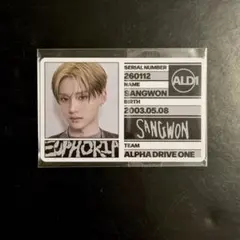 SERIAL NUMBER
260112
ALD1
NAME
SANGWON
BIRTH
2003.05.08
SANGWON
EUPHORIA
TEAM
ALPHA DRIVE ONE